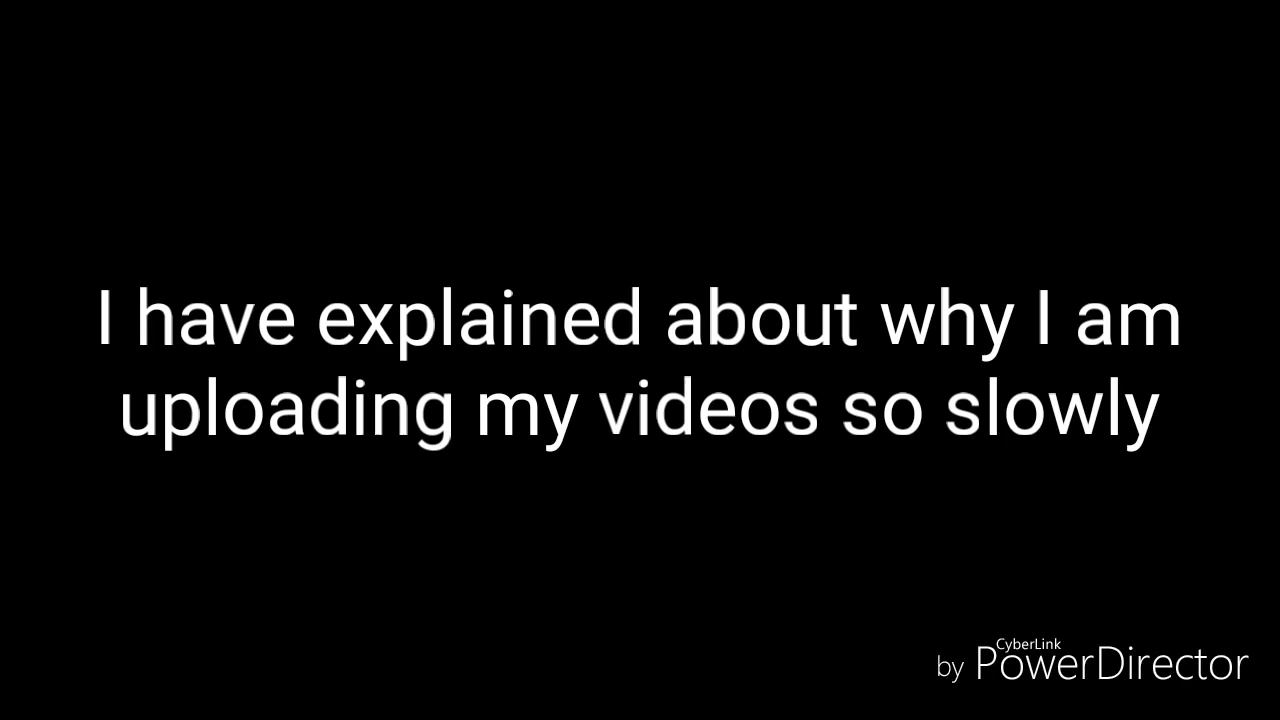 I have explained about why I am
uploading my videos so slowly
CyberLink
by PowerDirector